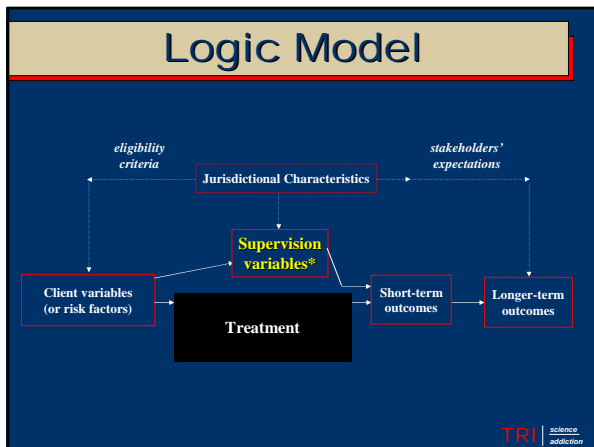 Logic Model
eligibility
criteria
stakeholders'
expectations
Jurisdictional Characteristics
Supervision
variables*
Client variables
(or risk factors)
Treatment
Short-term
outcomes
Longer-term
outcomes
TRI science
addiction